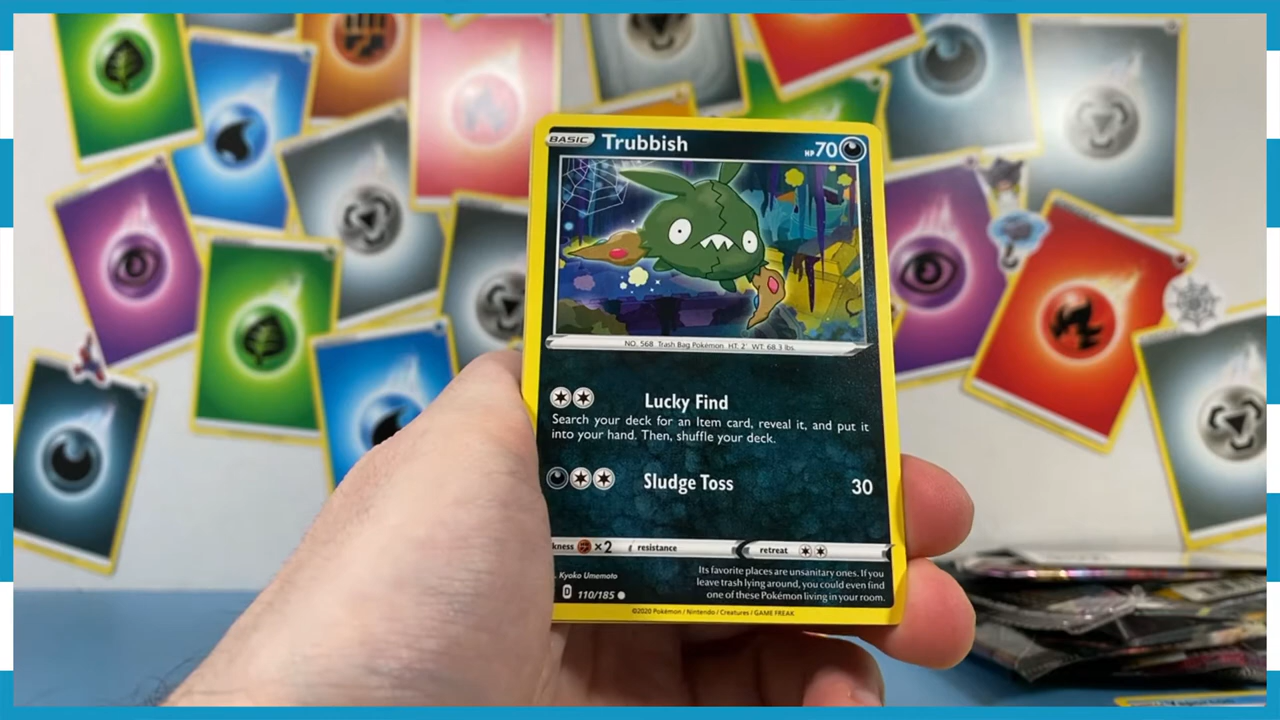 BASIC Trubbish HP 70
NO. 568 Trash Bag Pokémon HT. 2' WT. 68.3 lbs.
Lucky Find
Search your deck for an Item card, reveal it, and put it
into your hand. Then, shuffle your deck.
Sludge Toss 30
kness ×2 resistance retreat
. Kyoko Umemoto
Its favorite places are unsanitary ones. If you
leave trash lying around, you could even find
one of these Pokémon living in your room.
D 110/185
©2020 Pokémon / Nintendo / Creatures / GAME FREAK